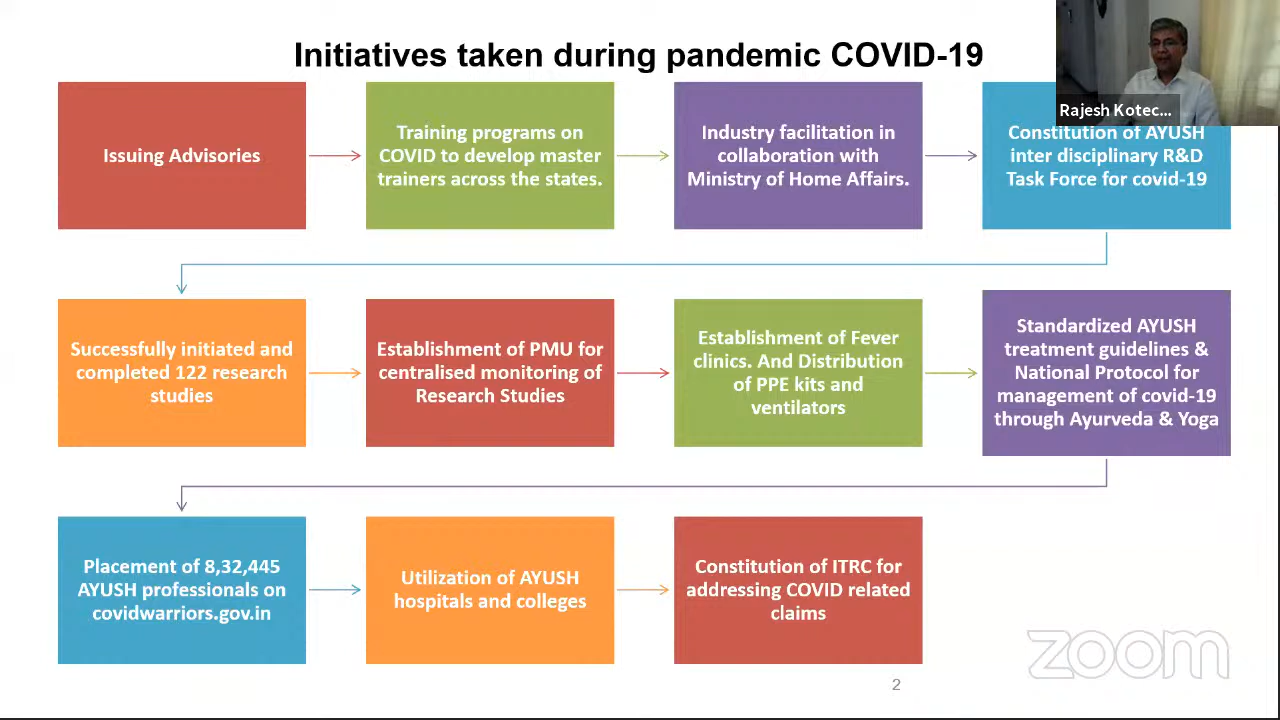 Initiatives taken during pandemic COVID-19
Rajesh Kotec...
Issuing Advisories
Training programs on
COVID to develop master
trainers across the states.
Industry facilitation in
collaboration with
Ministry of Home Affairs.
Constitution of AYUSH
inter disciplinary R&D
Task Force for covid-19
Successfully initiated and
completed 122 research
studies
Establishment of PMU for
centralised monitoring of
Research Studies
Establishment of Fever
clinics. And Distribution
of PPE kits and
ventilators
Standardized AYUSH
treatment guidelines &
National Protocol for
management of covid-19
through Ayurveda & Yoga
Placement of 8,32,445
AYUSH professionals on
covidwarriors.gov.in
Utilization of AYUSH
hospitals and colleges
Constitution of ITRC for
addressing COVID related
claims
zoom
2